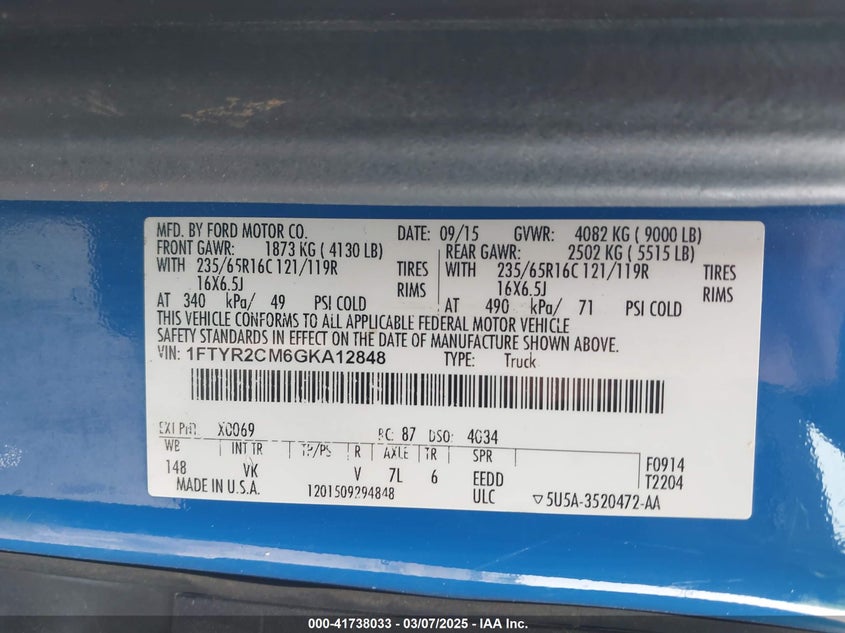 MFD. BY FORD MOTOR CO. DATE: 09/15 GVWR: 4082 KG ( 9000 LB)
FRONT GAWR: 1873 KG ( 4130 LB) REAR GAWR: 2502 KG ( 5515 LB)
WITH 235/65R16C 121/119R TIRES WITH 235/65R16C 121/119R TIRES
16X6.5J RIMS 16X6.5J RIMS
AT 340 kPa/ 49 PSI COLD AT 490 kPa/ 71 PSI COLD
THIS VEHICLE CONFORMS TO ALL APPLICABLE FEDERAL MOTOR VEHICLE
SAFETY STANDARDS IN EFFECT ON THE DATE OF MANUFACTURE SHOWN ABOVE.
VIN: 1FTYR2CM6GKA12848 TYPE: Truck
EXT PNT: X0069 RC: 87 DSO: 4034
WB INT TR TP/PS R AXLE TR SPR F0914
148 VK V 7L 6 EEDD T2204
MADE IN U.S.A. 1201509294848 ULC ▽5U5A-3520472-AA
000-41738033 — 03/07/2025 - IAA Inc.